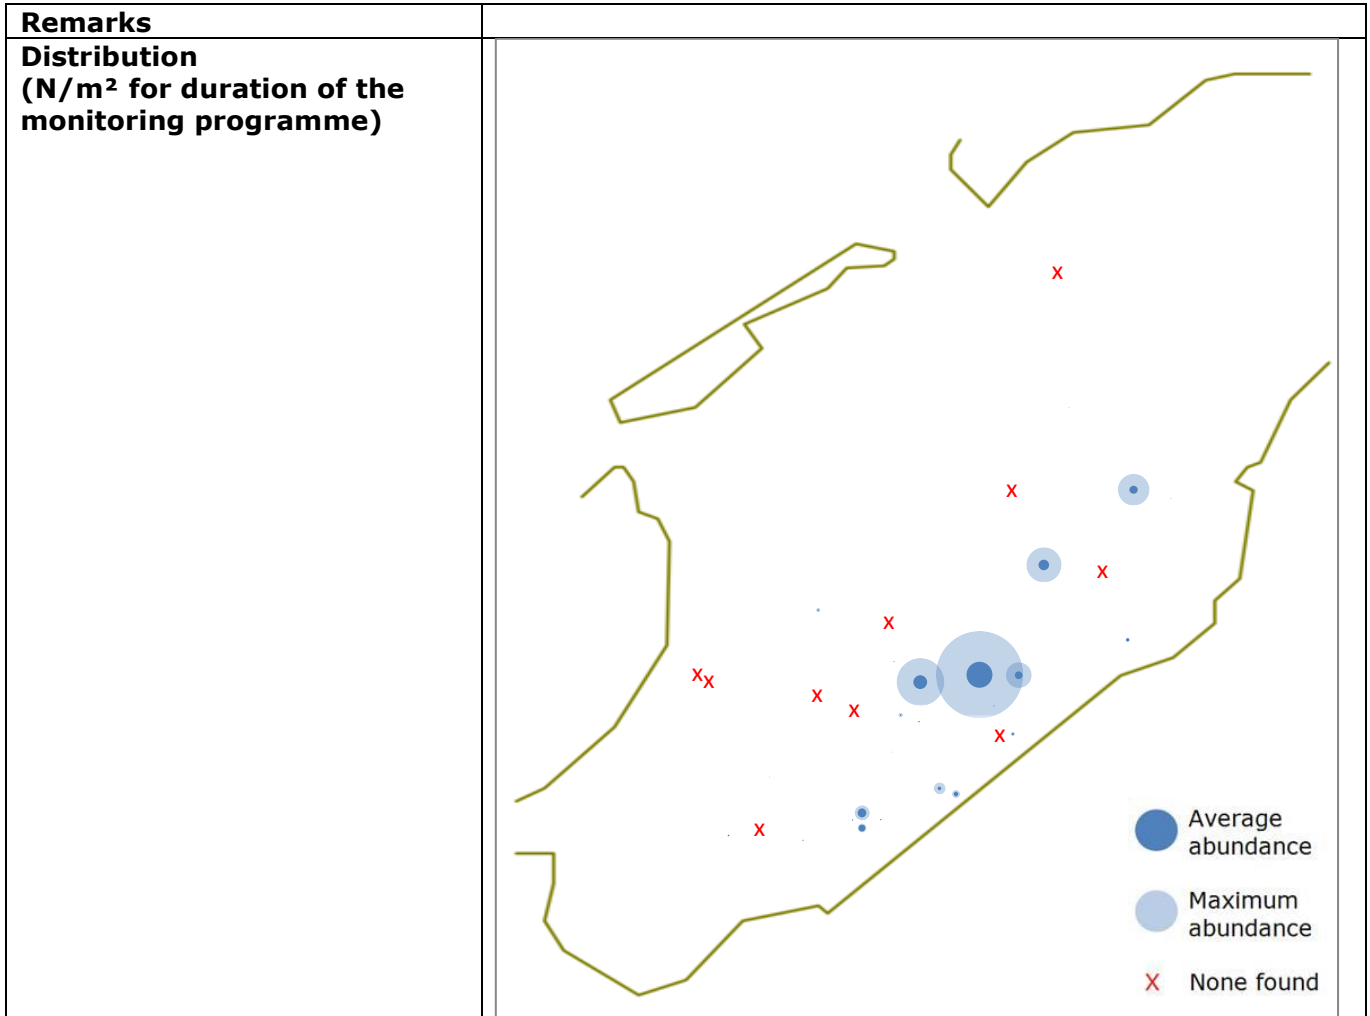 Remarks
Distribution
(N/m² for duration of the
monitoring programme)
X
X
X
X
X
X
X
X
X
X
Average
abundance
Maximum
abundance
X None found